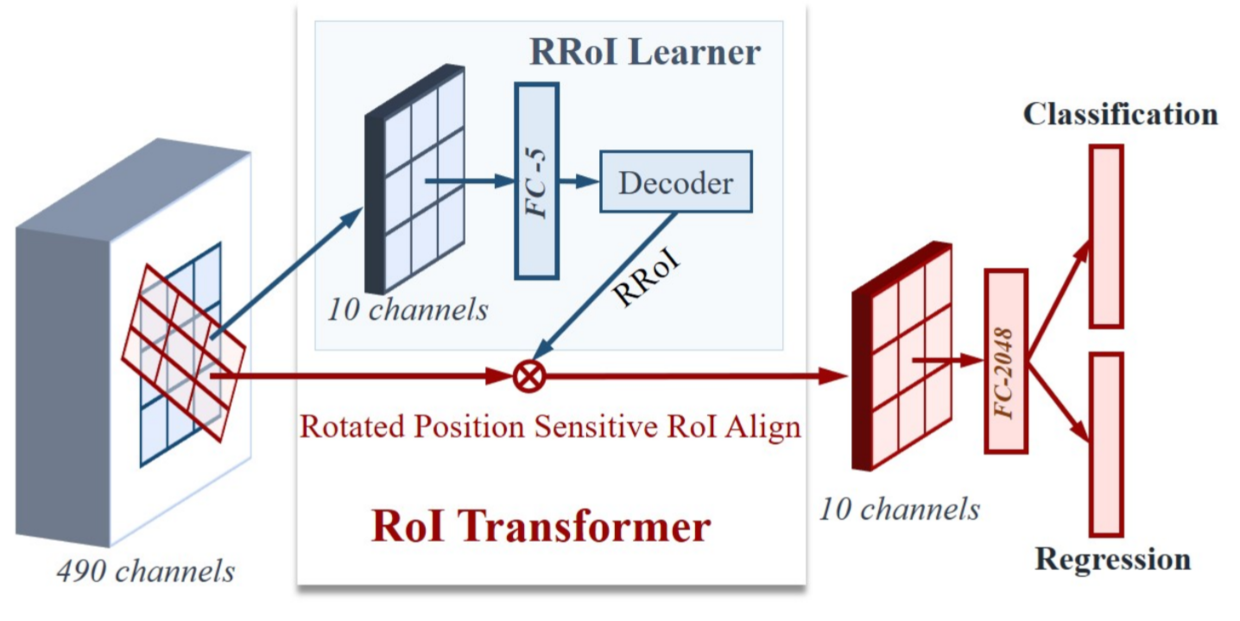 RRoI Learner
Classification
FC -5
Decoder
RRoI
10 channels
FC-2048
Rotated Position Sensitive RoI Align
RoI Transformer
10 channels
490 channels
Regression